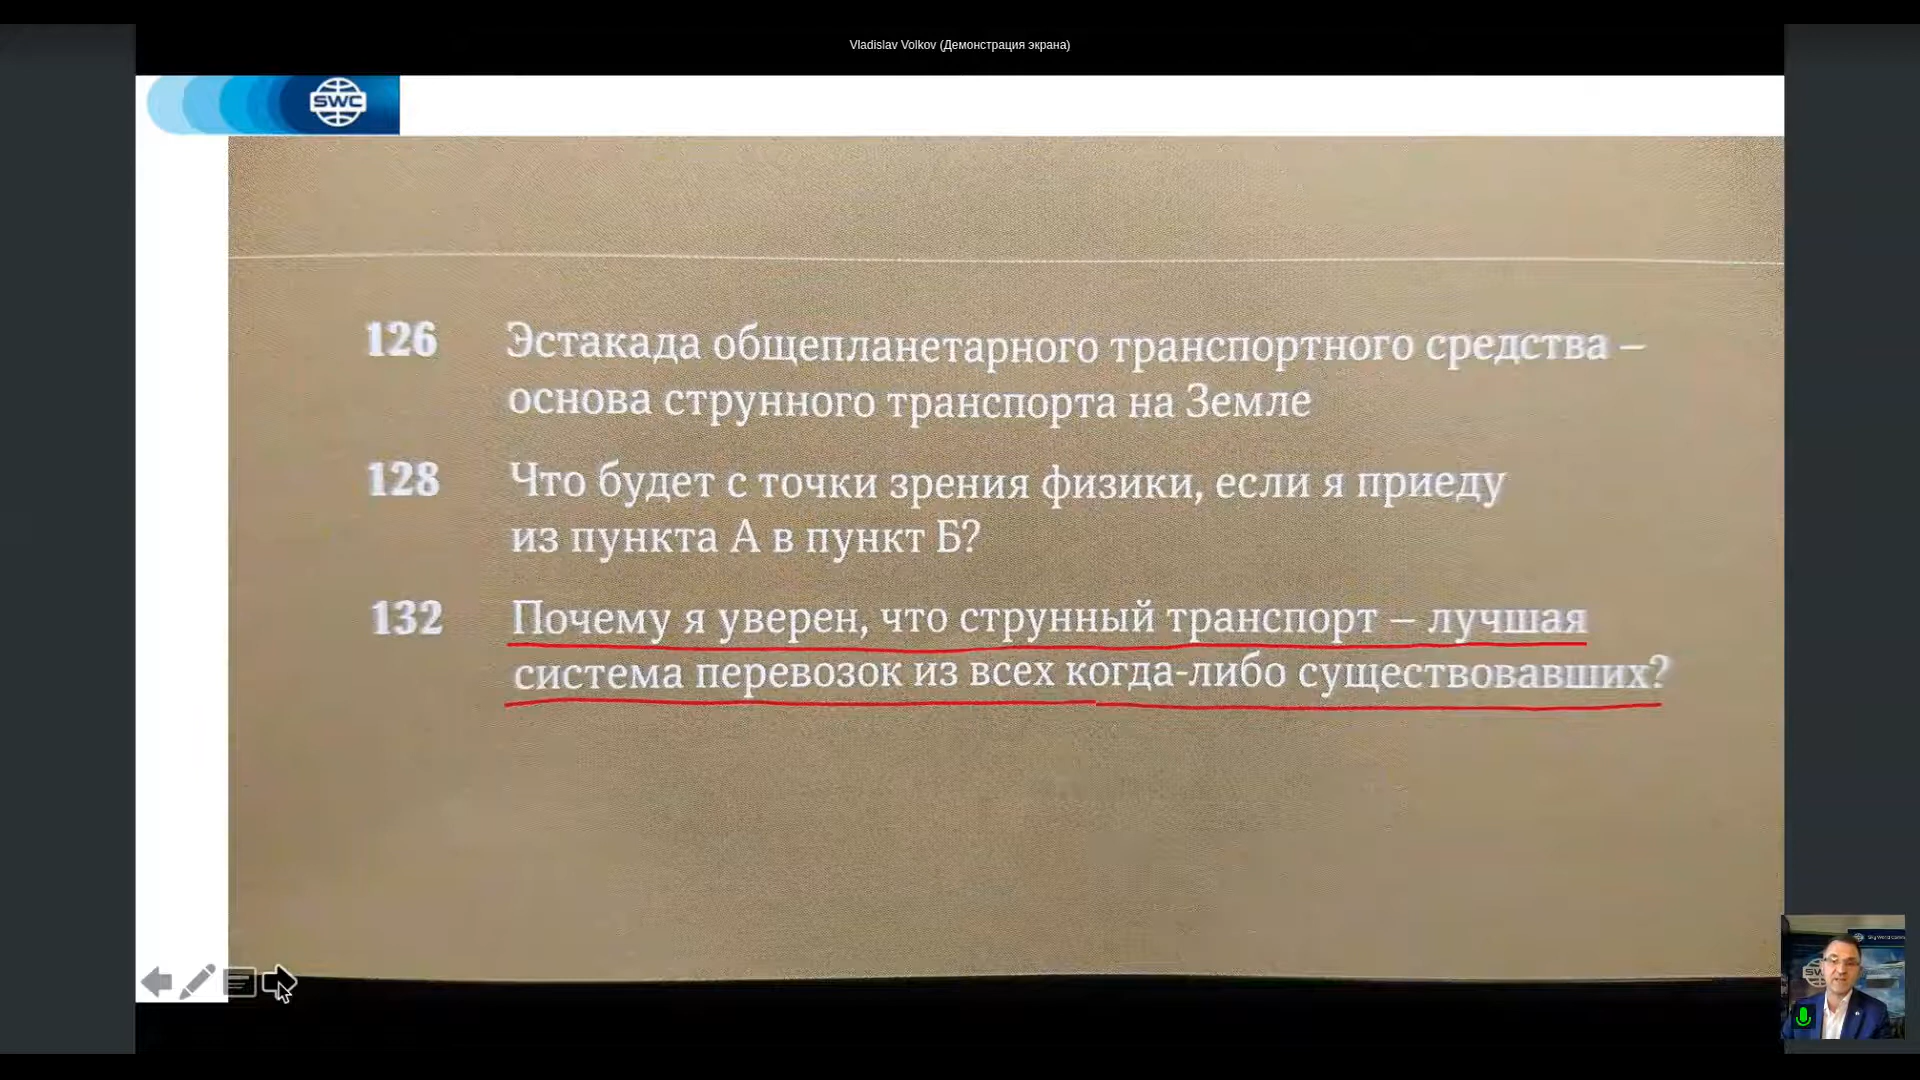 Vladislav Volkov (Демонстрация экрана)
SWC
126 Эстакада общепланетарного транспортного средства –
основа струнного транспорта на Земле
128 Что будет с точки зрения физики, если я приеду
из пункта А в пункт Б?
132 Почему я уверен, что струнный транспорт – лучшая
система перевозок из всех когда-либо существовавших?